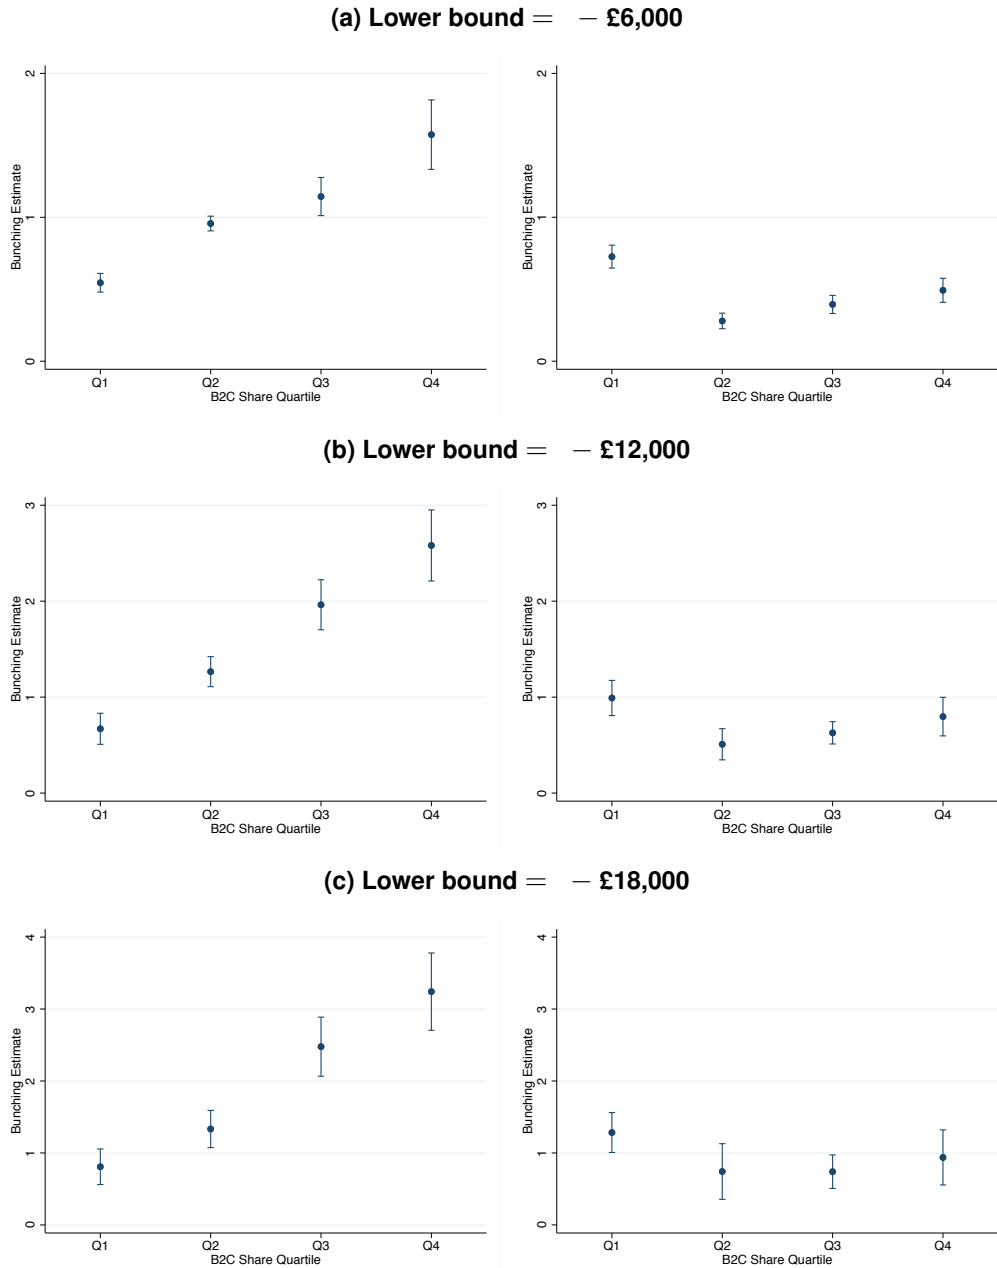 (a) Lower bound = − £6,000
Bunching Estimate
0
1
2
Q1 Q2 Q3 Q4
B2C Share Quartile
Bunching Estimate
0
1
2
Q1 Q2 Q3 Q4
B2C Share Quartile
(b) Lower bound = − £12,000
Bunching Estimate
0
1
2
3
Q1 Q2 Q3 Q4
B2C Share Quartile
Bunching Estimate
0
1
2
3
Q1 Q2 Q3 Q4
B2C Share Quartile
(c) Lower bound = − £18,000
Bunching Estimate
0
1
2
3
4
Q1 Q2 Q3 Q4
B2C Share Quartile
Bunching Estimate
0
1
2
3
4
Q1 Q2 Q3 Q4
B2C Share Quartile